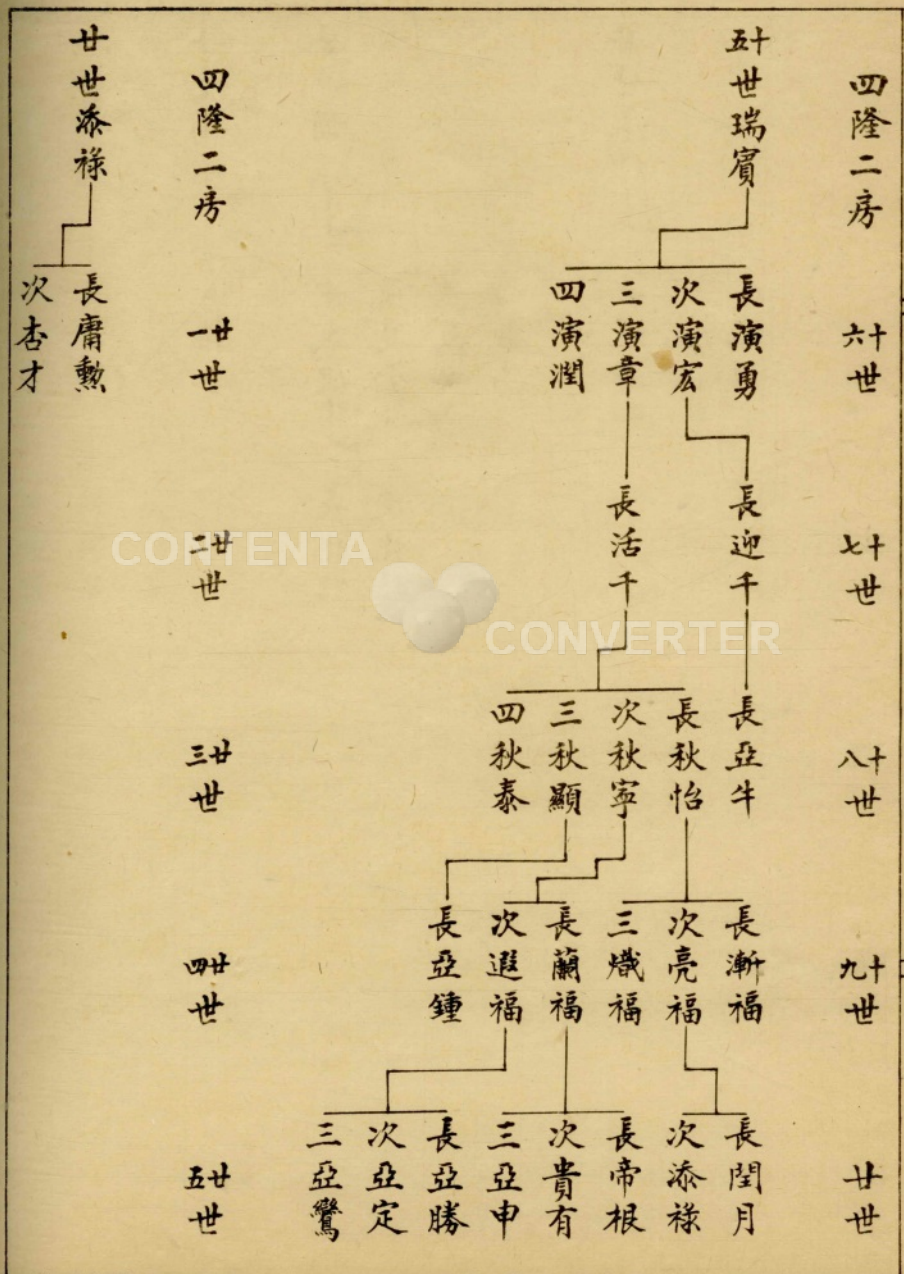 四隆二房
十六世
十七世
十八世
十九世
廿世
十五世瑞賓
長演勇
次演宏
三演章
四演潤
長迎千
長活千
長亞牛
長秋怡
次秋寧
三秋顯
四秋泰
長漸福
次亮福
三熾福
長蘭福
次遐福
長亞鍾
長閏月
次添祿
長帝根
次貴有
三亞申
長亞勝
次亞定
三亞鸞
四隆二房
廿一世
廿二世
廿三世
廿四世
廿五世
廿世添祿
長庸勲
次杏才
CONTENTA
CONVERTER